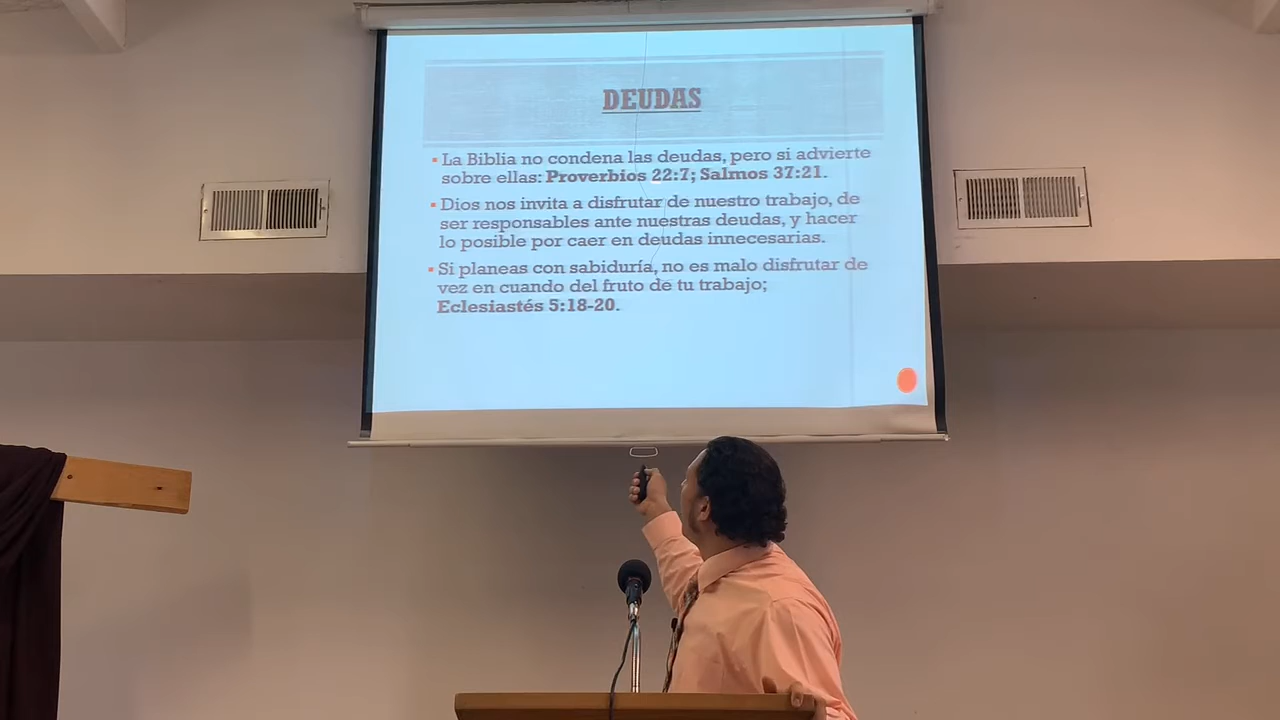 DEUDAS
La Biblia no condena las deudas, pero si advierte
sobre ellas: Proverbios 22:7; Salmos 37:21.
Dios nos invita a disfrutar de nuestro trabajo, de
ser responsables ante nuestras deudas, y hacer
lo posible por caer en deudas innecesarias.
Si planeas con sabiduría, no es malo disfrutar de
vez en cuando del fruto de tu trabajo;
Eclesiastés 5:18-20.